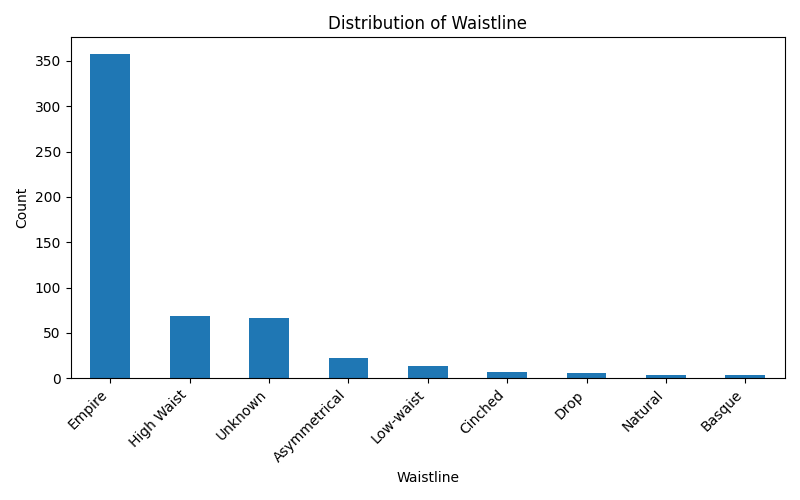 Distribution of Waistline
350
300
250
200
150
100
50
0
Count
Empire
High Waist
Unknown
Asymmetrical
Low-waist
Cinched
Drop
Natural
Basque
Waistline